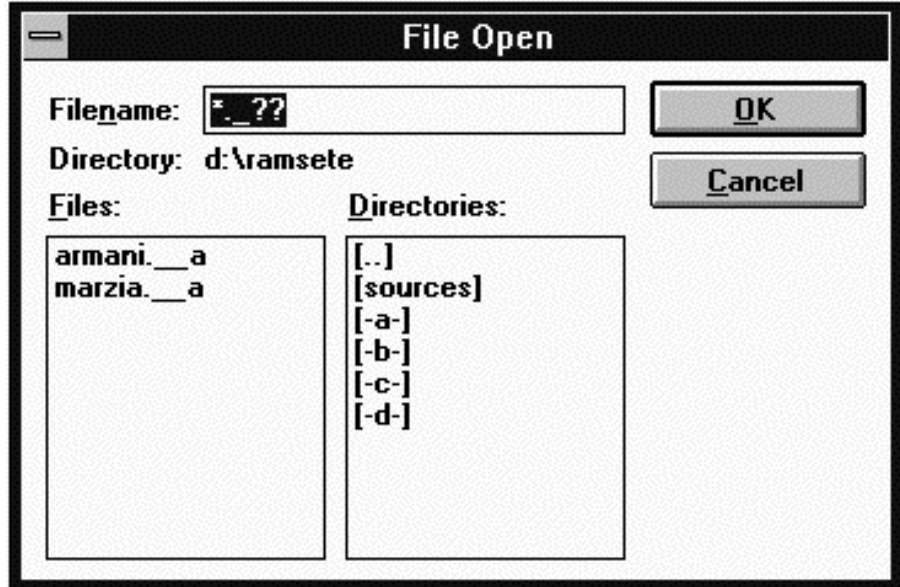 File Open
Filename: *._??
OK
Directory: d:\ramsete
Cancel
Files:
Directories:
armani.__a
marzia.__a
[..]
[sources]
[-a-]
[-b-]
[-c-]
[-d-]